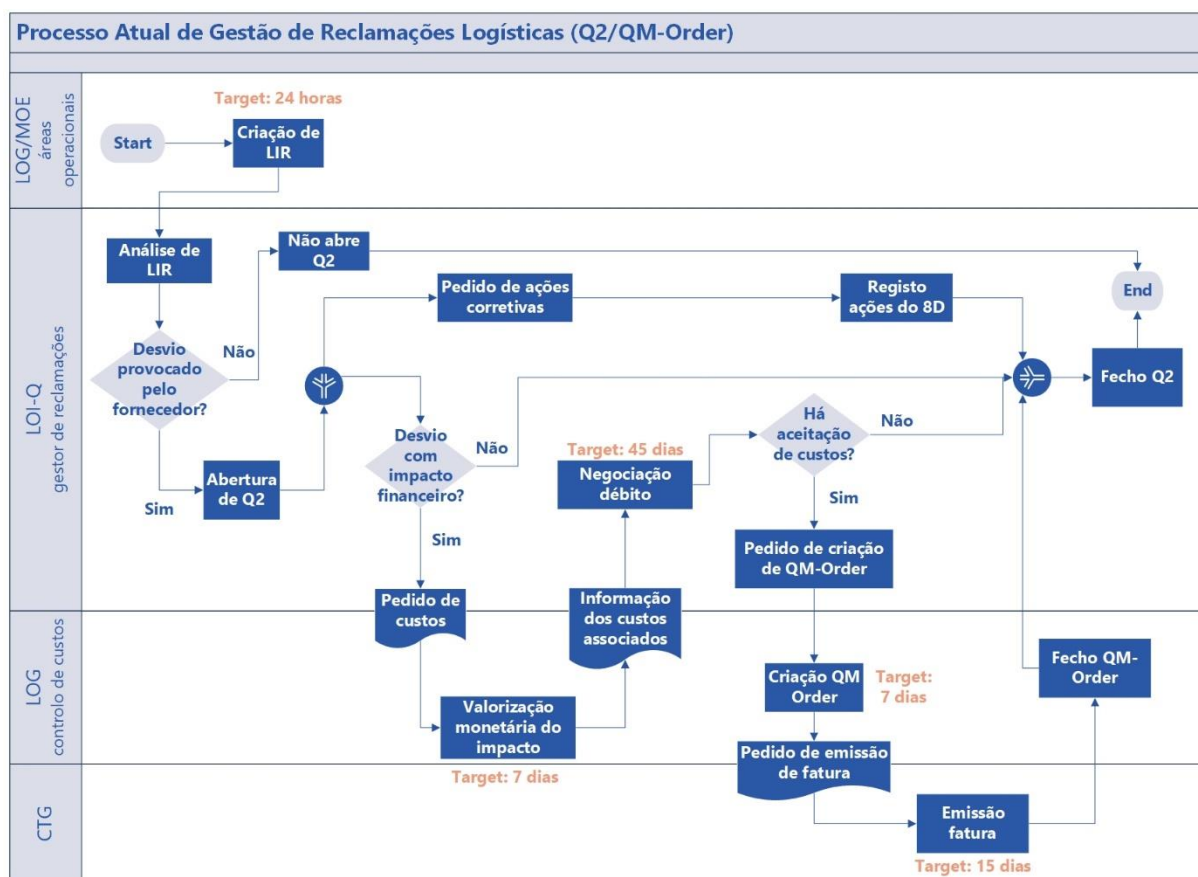 Processo Atual de Gestão de Reclamações Logísticas (Q2/QM-Order)
LOG/MOE
áreas
operacionais
Target: 24 horas
Start
Criação de
LIR
LOI-Q
gestor de reclamações
Análise de
LIR
Não abre
Q2
Pedido de ações
corretivas
Registo
ações do 8D
End
Desvio
provocado
pelo
fornecedor?
Não
Sim
Abertura
de Q2
Desvio
com
impacto
financeiro?
Não
Sim
Target: 45 dias
Negociação
débito
Há
aceitação
de custos?
Não
Sim
Fecho Q2
Pedido de criação
de QM-Order
Pedido de
custos
Informação
dos custos
associados
LOG
controlo de custos
Valorização
monetária do
impacto
Target: 7 dias
Criação QM
Order
Target:
7 dias
Fecho QM-
Order
Pedido de emissão
de fatura
CTG
Emissão
fatura
Target: 15 dias